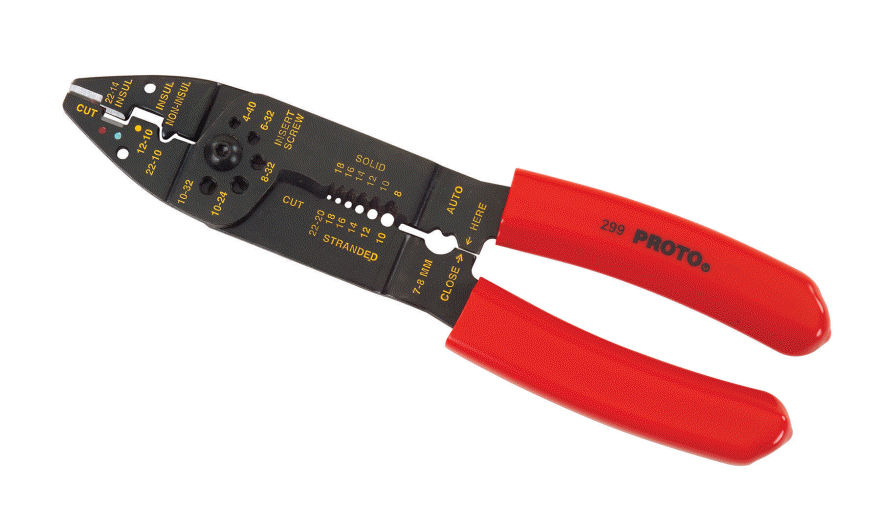 CUT
22-14
INSUL
INSUL
NON-INSUL
12-10
22-10
4-40
6-32
INSERT
SCREW
8-32
10-24
10-32
SOLID
18
16
14
12
10
8
CUT
22-20
18
16
14
12
10
STRANDED
AUTO
HERE
7-8 MM
CLOSE
299 PROTO®